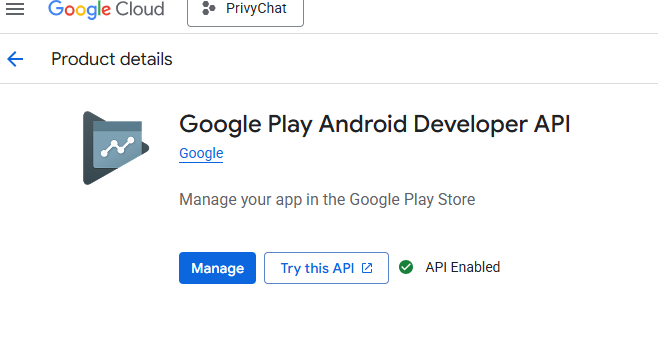 Google Cloud
PrivyChat
Product details
Google Play Android Developer API
Google
Manage your app in the Google Play Store
Manage
Try this API
API Enabled